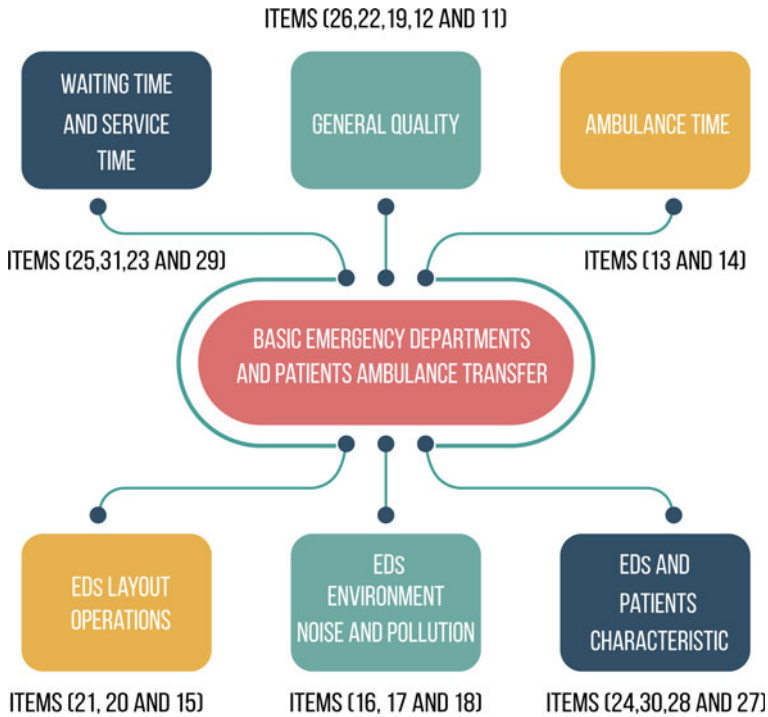 ITEMS (26,22,19,12 AND 11)
WAITING TIME
AND SERVICE
TIME
GENERAL QUALITY
AMBULANCE TIME
ITEMS (25,31,23 AND 29)
ITEMS (13 AND 14)
BASIC EMERGENCY DEPARTMENTS
AND PATIENTS AMBULANCE TRANSFER
EDs LAYOUT
OPERATIONS
EDs
ENVIRONMENT
NOISE AND POLLUTION
EDs AND
PATIENTS
CHARACTERISTIC
ITEMS (21, 20 AND 15)
ITEMS (16, 17 AND 18)
ITEMS (24,30,28 AND 27)